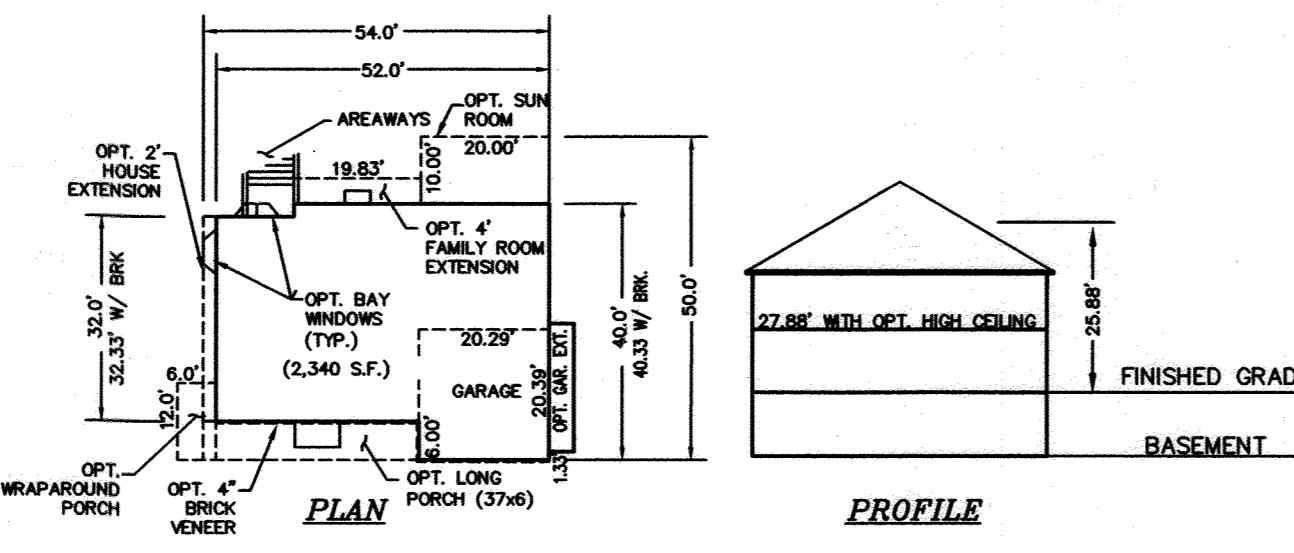 54.0'
52.0'
OPT. SUN
ROOM
AREAWAYS
20.00'
19.83'
10.00'
OPT. 2'
HOUSE
EXTENSION
OPT. 4'
FAMILY ROOM
EXTENSION
32.0'
32.33' W/ BRK
OPT. BAY
WINDOWS
(TYP.)
(2,340 S.F.)
20.29'
GARAGE
20.39'
OPT. GAR. EXT.
40.0'
40.33 W/ BRK.
50.0'
6.0'
12.0'
6.00'
1.33'
OPT.
WRAPAROUND
PORCH
OPT. 4"
BRICK
VENEER
OPT. LONG
PORCH (37x6)
PLAN
27.88' WITH OPT. HIGH CEILING
25.88'
FINISHED GRAD
BASEMENT
PROFILE